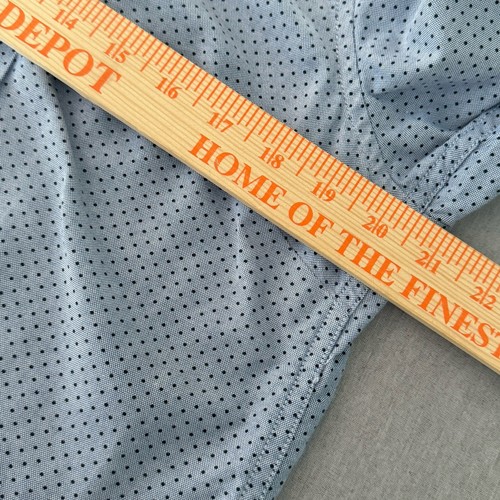 14 15 16 17 18 19 20 21 22
DEPOT HOME OF THE FINEST